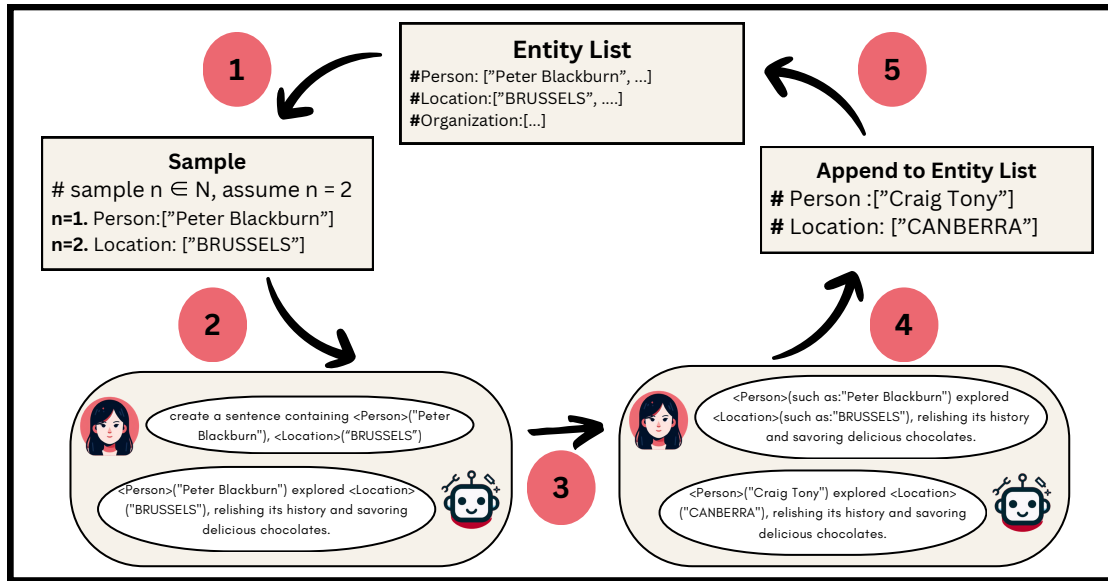 Entity List
#Person: [”Peter Blackburn”, ...]
#Location:[”BRUSSELS”, ....]
#Organization:[...]
1
Sample
# sample n ∈ N, assume n = 2
n=1. Person:[”Peter Blackburn”]
n=2. Location: [”BRUSSELS”]
2
create a sentence containing <Person>("Peter
Blackburn"), <Location>(“BRUSSELS”)
<Person>("Peter Blackburn") explored <Location>
("BRUSSELS"), relishing its history and savoring
delicious chocolates.
3
<Person>(such as:"Peter Blackburn") explored
<Location>(such as:"BRUSSELS"), relishing its history
and savoring delicious chocolates.
<Person>("Craig Tony") explored <Location>
("CANBERRA"), relishing its history and savoring
delicious chocolates.
4
Append to Entity List
# Person :[”Craig Tony”]
# Location: [”CANBERRA”]
5